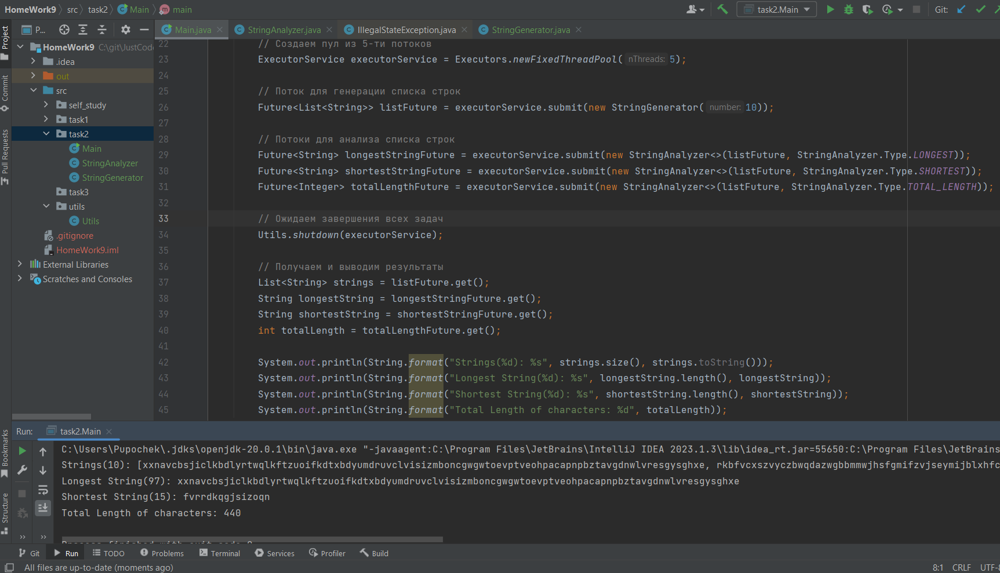 HomeWork9 src task2 Main main task2.Main Git:
P... Main.java StringAnalyzer.java IllegalStateException.java StringGenerator.java
Project
Commit
Pull Requests
Bookmarks
Structure
HomeWork9 C:\git\JustCode
.idea
out
src
self_study
task1
task2
Main
StringAnalyzer
StringGenerator
task3
utils
Utils
.gitignore
HomeWork9.iml
External Libraries
Scratches and Consoles
22 // Создаем пул из 5-ти потоков
23 ExecutorService executorService = Executors.newFixedThreadPool( nThreads: 5);
24
25 // Поток для генерации списка строк
26 Future<List<String>> listFuture = executorService.submit(new StringGenerator( number: 10));
27
28 // Потоки для анализа списка строк
29 Future<String> longestStringFuture = executorService.submit(new StringAnalyzer<>(listFuture, StringAnalyzer.Type.LONGEST));
30 Future<String> shortestStringFuture = executorService.submit(new StringAnalyzer<>(listFuture, StringAnalyzer.Type.SHORTEST));
31 Future<Integer> totalLengthFuture = executorService.submit(new StringAnalyzer<>(listFuture, StringAnalyzer.Type.TOTAL_LENGTH));
32
33 // Ожидаем завершения всех задач
34 Utils.shutdown(executorService);
35
36 // Получаем и выводим результаты
37 List<String> strings = listFuture.get();
38 String longestString = longestStringFuture.get();
39 String shortestString = shortestStringFuture.get();
40 int totalLength = totalLengthFuture.get();
41
42 System.out.println(String.format("Strings(%d): %s", strings.size(), strings.toString()));
43 System.out.println(String.format("Longest String(%d): %s", longestString.length(), longestString));
44 System.out.println(String.format("Shortest String(%d): %s", shortestString.length(), shortestString));
45 System.out.println(String.format("Total Length of characters: %d", totalLength));
Run: task2.Main
C:\Users\Pupochek\.jdks\openjdk-20.0.1\bin\java.exe "-javaagent:C:\Program Files\JetBrains\IntelliJ IDEA 2023.1.3\lib\idea_rt.jar=55650:C:\Program Files\JetBrains
Strings(10): [xxnavcbsjiclkbdlyrtwqlkftzuoifkdtxbdyumdruvclvisizmboncgwgwtoevptveohpacapnpbztavgdnwlvresgysghxe, rkbfvcxszvyczbwqdazwgbbmmwjhsfgmifzvjseymijblxhfc
Longest String(97): xxnavcbsjiclkbdlyrtwqlkftzuoifkdtxbdyumdruvclvisizmboncgwgwtoevptveohpacapnpbztavgdnwlvresgysghxe
Shortest String(15): fvrrdkqgjsizoqn
Total Length of characters: 440
Process finished with exit code 0
Git Run TODO Problems Terminal Services Profiler Build
All files are up-to-date (moments ago) 8:1 CRLF UTF-8